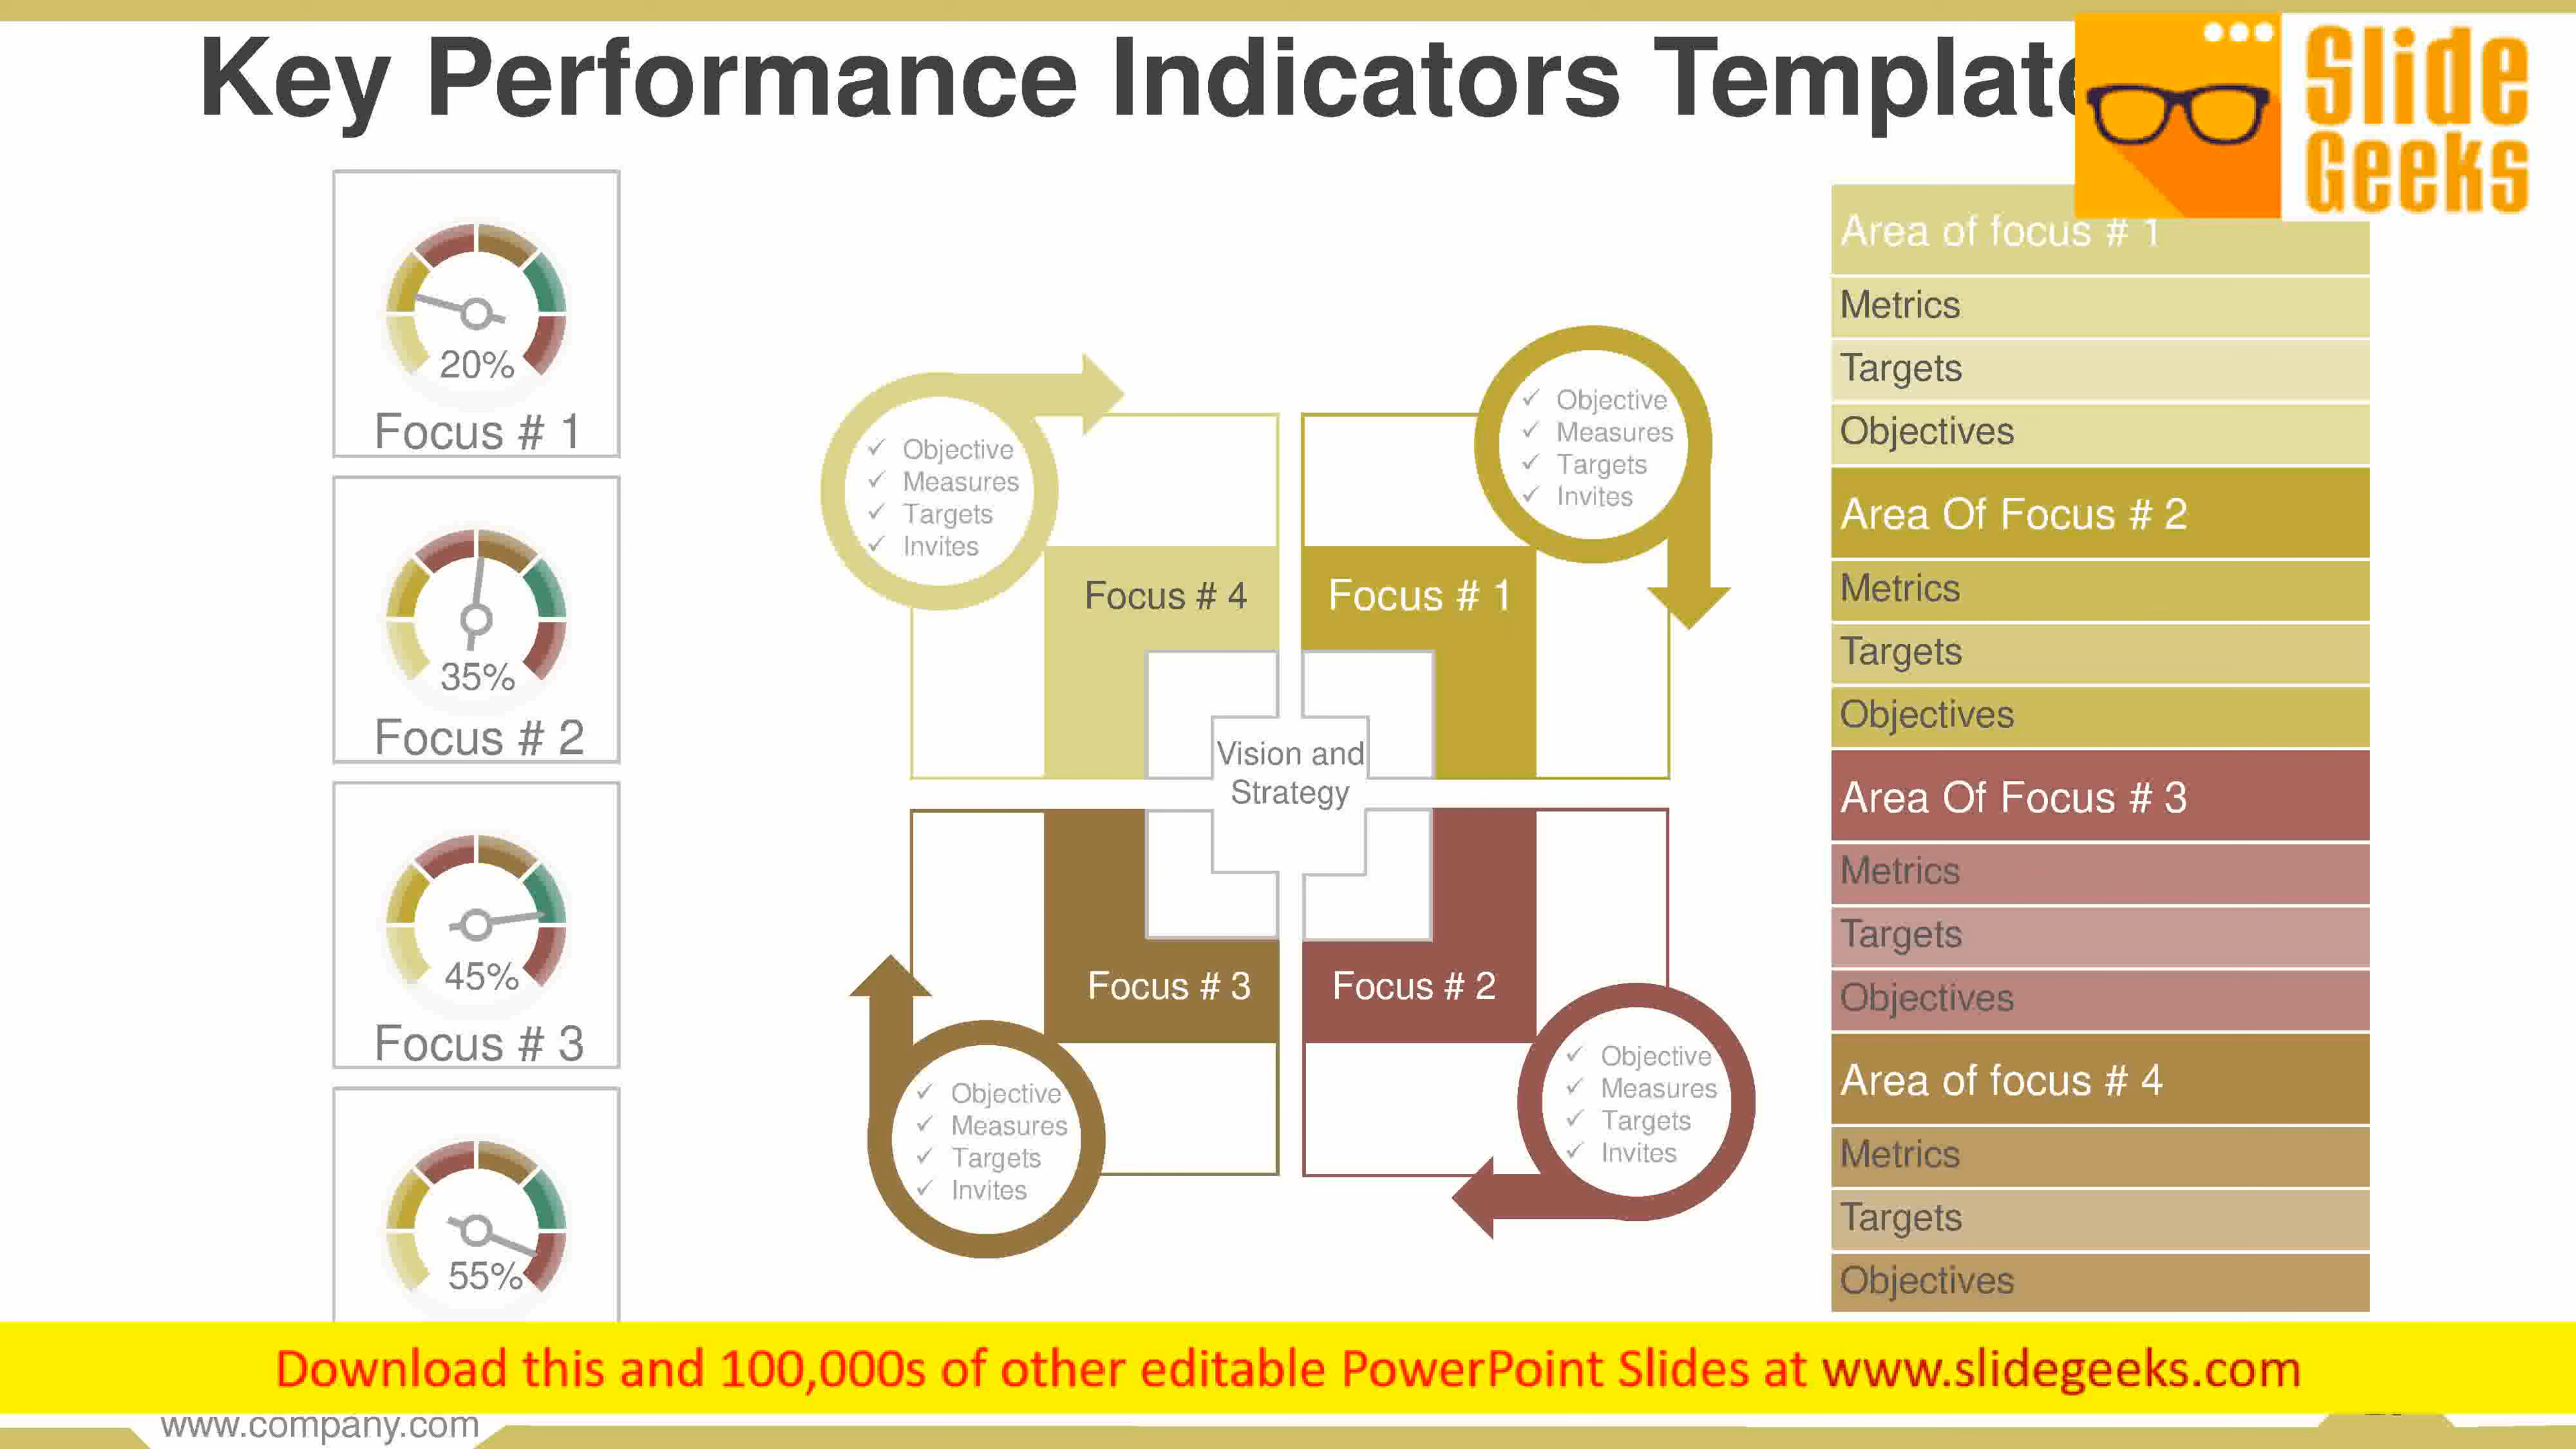 Key Performance Indicators Template
Slide
Geeks
20%
Focus # 1
35%
Focus # 2
45%
Focus # 3
55%
Objective
Measures
Targets
Invites
Focus # 4
Objective
Measures
Targets
Invites
Focus # 1
Vision and
Strategy
Focus # 3
Objective
Measures
Targets
Invites
Focus # 2
Objective
Measures
Targets
Invites
Area of focus # 1
Metrics
Targets
Objectives
Area Of Focus # 2
Metrics
Targets
Objectives
Area Of Focus # 3
Metrics
Targets
Objectives
Area of focus # 4
Metrics
Targets
Objectives
Download this and 100,000s of other editable PowerPoint Slides at www.slidegeeks.com
www.company.com